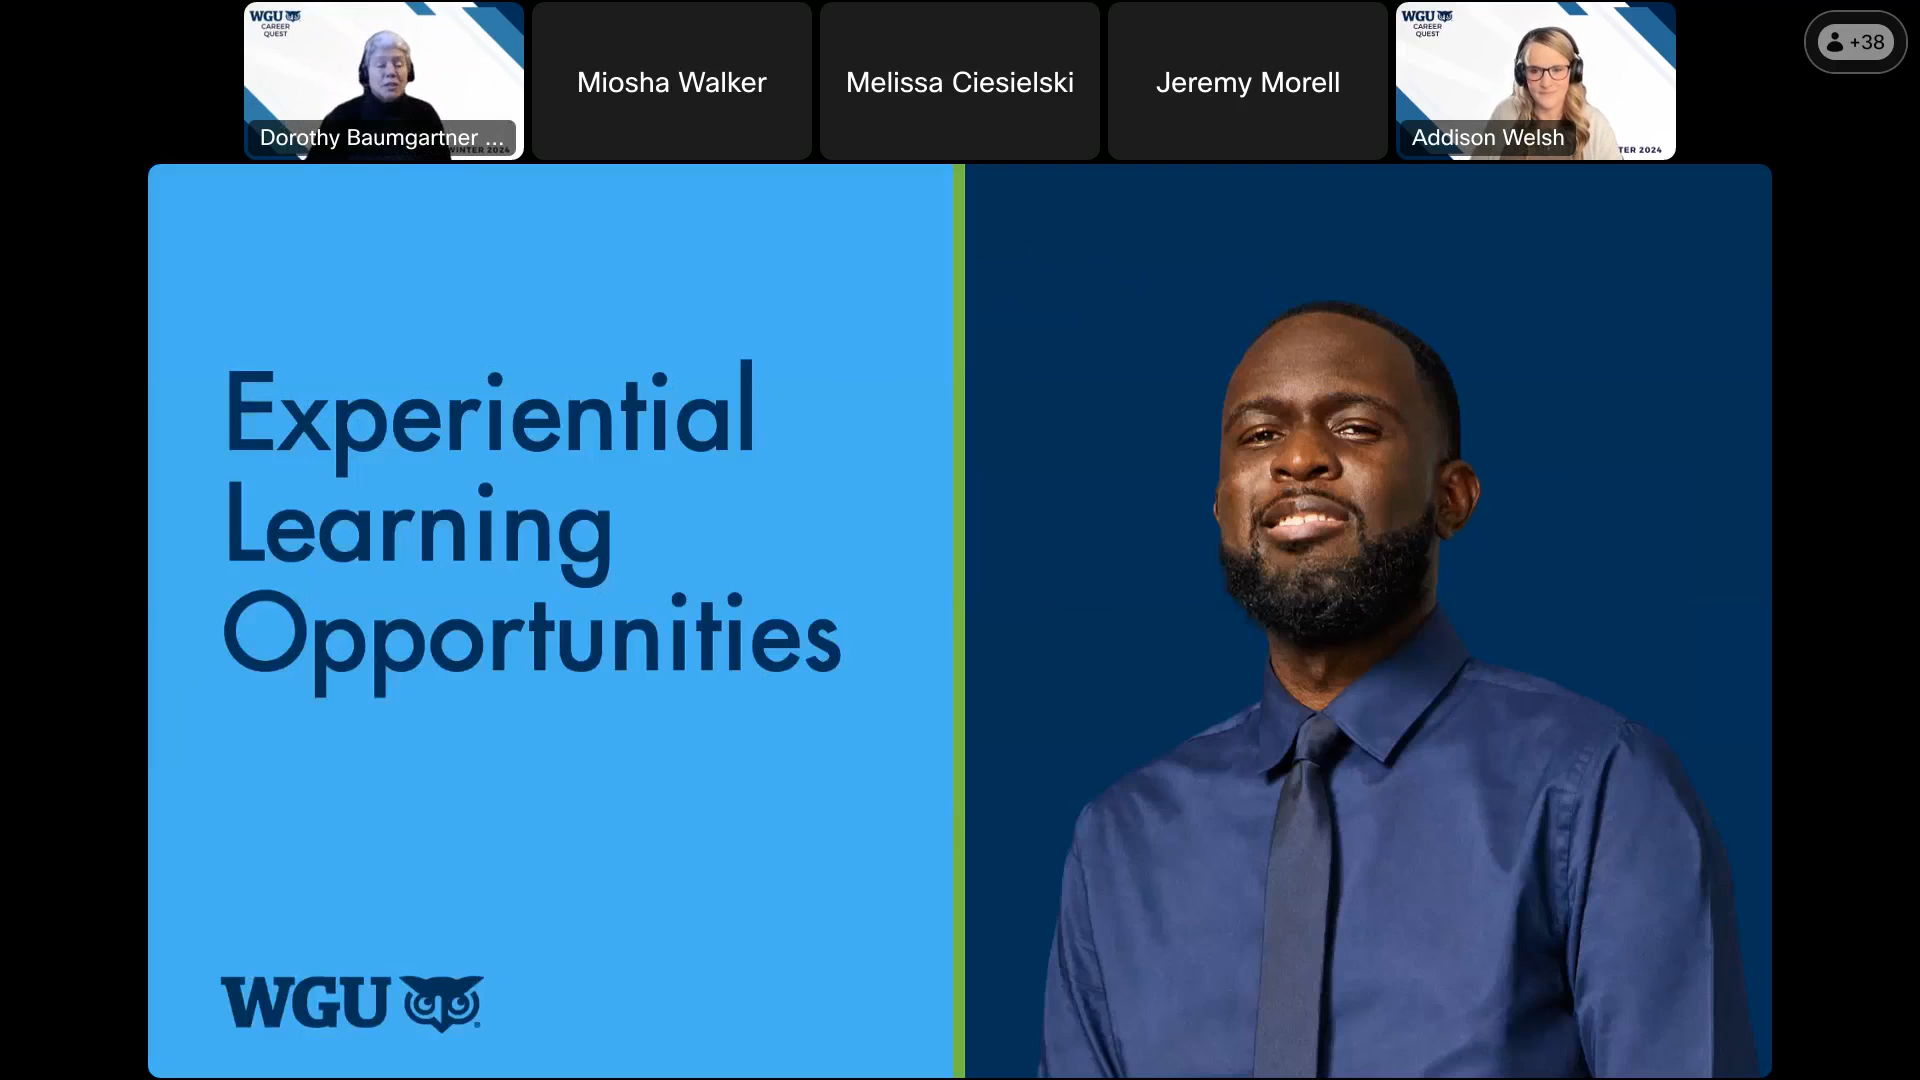 WGU
CAREER
QUEST
Dorothy Baumgartner ...
WINTER 2024
Miosha Walker
Melissa Ciesielski
Jeremy Morell
WGU
CAREER
QUEST
Addison Welsh
TER 2024
+38
Experiential
Learning
Opportunities
WGU